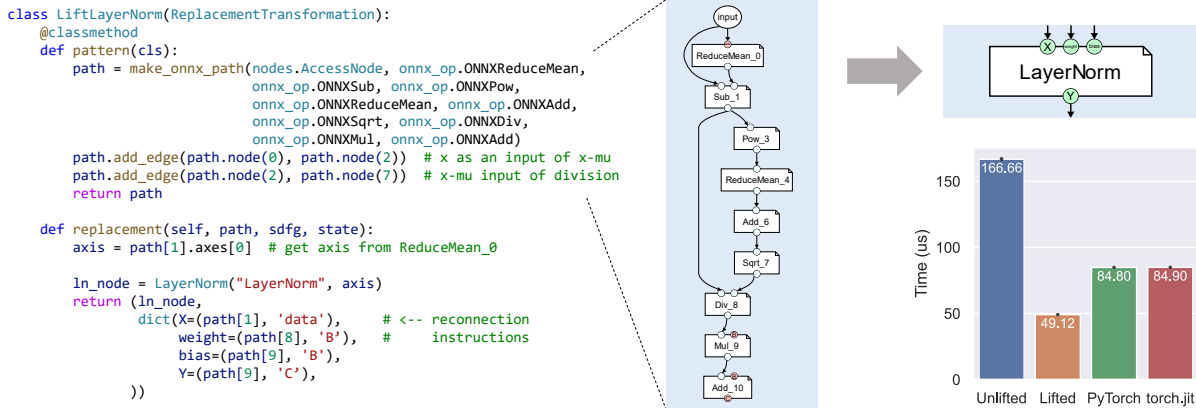 class LiftLayerNorm(ReplacementTransformation):
@classmethod
def pattern(cls):
path = make_onnx_path(nodes.AccessNode, onnx_op.ONNXReduceMean,
onnx_op.ONNXSub, onnx_op.ONNXPow,
onnx_op.ONNXReduceMean, onnx_op.ONNXAdd,
onnx_op.ONNXSqrt, onnx_op.ONNXDiv,
onnx_op.ONNXMul, onnx_op.ONNXAdd)
path.add_edge(path.node(0), path.node(2))  # x as an input of x-mu
path.add_edge(path.node(2), path.node(7))  # x-mu input of division
return path
def replacement(self, path, sdfg, state):
axis = path[1].axes[0]  # get axis from ReduceMean_0
ln_node = LayerNorm("LayerNorm", axis)
return (ln_node,
dict(X=(path[1], 'data'),     # <-- reconnection
weight=(path[8], 'B’),   #     instructions
bias=(path[9], 'B'),
Y=(path[9], 'C’),
))
input
ReduceMean_0
Sub_1
Pow_3
ReduceMean_4
Add_6
Sqrt_7
Div_8
B
Mul_9
B
Add_10
C
X weight bias
LayerNorm
Y
Time (us)
150
100
50
0
166.66
49.12
84.80
84.90
Unlifted Lifted PyTorch torch.jit